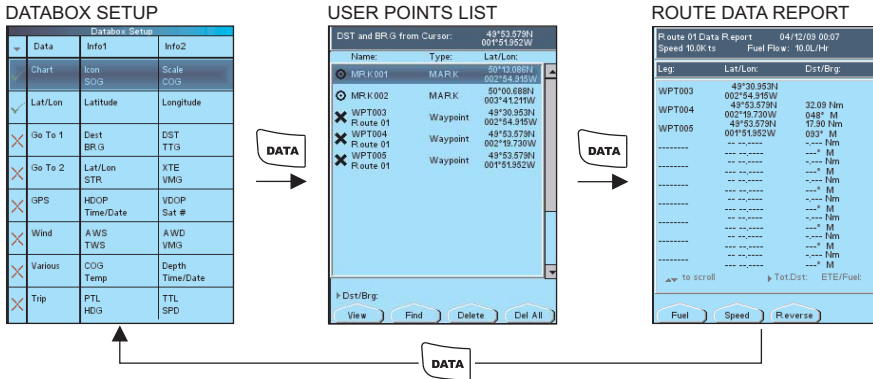 DATABOX SETUP
Databox Setup
Data Info1 Info2
Chart Icon Scale
SOG COG
Lat/Lon Latitude Longitude
Go To 1 Dest DST
BRG TTG
Go To 2 Lat/Lon XTE
STR VMG
GPS HDOP VDOP
Time/Date Sat #
Wind AWS AWD
TWS VMG
Various COG Depth
Temp Time/Date
Trip PTL TTL
HDG SPD
DATA
USER POINTS LIST
DST and BRG from Cursor: 49°53.579N
001°51.952W
Name: Type: Lat/Lon:
MRK001 MARK 50°13.086N
002°54.915W
MRK002 MARK 50°00.688N
003°41.211W
WPT003 Waypoint 49°30.953N
Route 01 002°54.915W
WPT004 Waypoint 49°53.579N
Route 01 002°19.730W
WPT005 Waypoint 49°53.579N
Route 01 001°51.952W
Dst/Brg:
View Find Delete Del All
DATA
ROUTE DATA REPORT
Route 01 Data Report 04/12/09 00:07
Speed 10.0Kts Fuel Flow: 10.0L/Hr
Leg: Lat/Lon: Dst/Brg:
WPT003 49°30.953N
002°54.915W
WPT004 49°53.579N 32.09 Nm
002°19.730W 048° M
WPT005 49°53.579N 17.90 Nm
001°51.952W 093° M
-------- -- --.---- -.--- Nm
--- --.---- ---° M
-------- -- --.---- -.--- Nm
--- --.---- ---° M
-------- -- --.---- -.--- Nm
--- --.---- ---° M
-------- -- --.---- -.--- Nm
--- --.---- ---° M
-------- -- --.---- -.--- Nm
--- --.---- ---° M
-------- -- --.---- -.--- Nm
--- --.---- ---° M
to scroll Tot.Dst: ETE/Fuel:
Fuel Speed Reverse
DATA